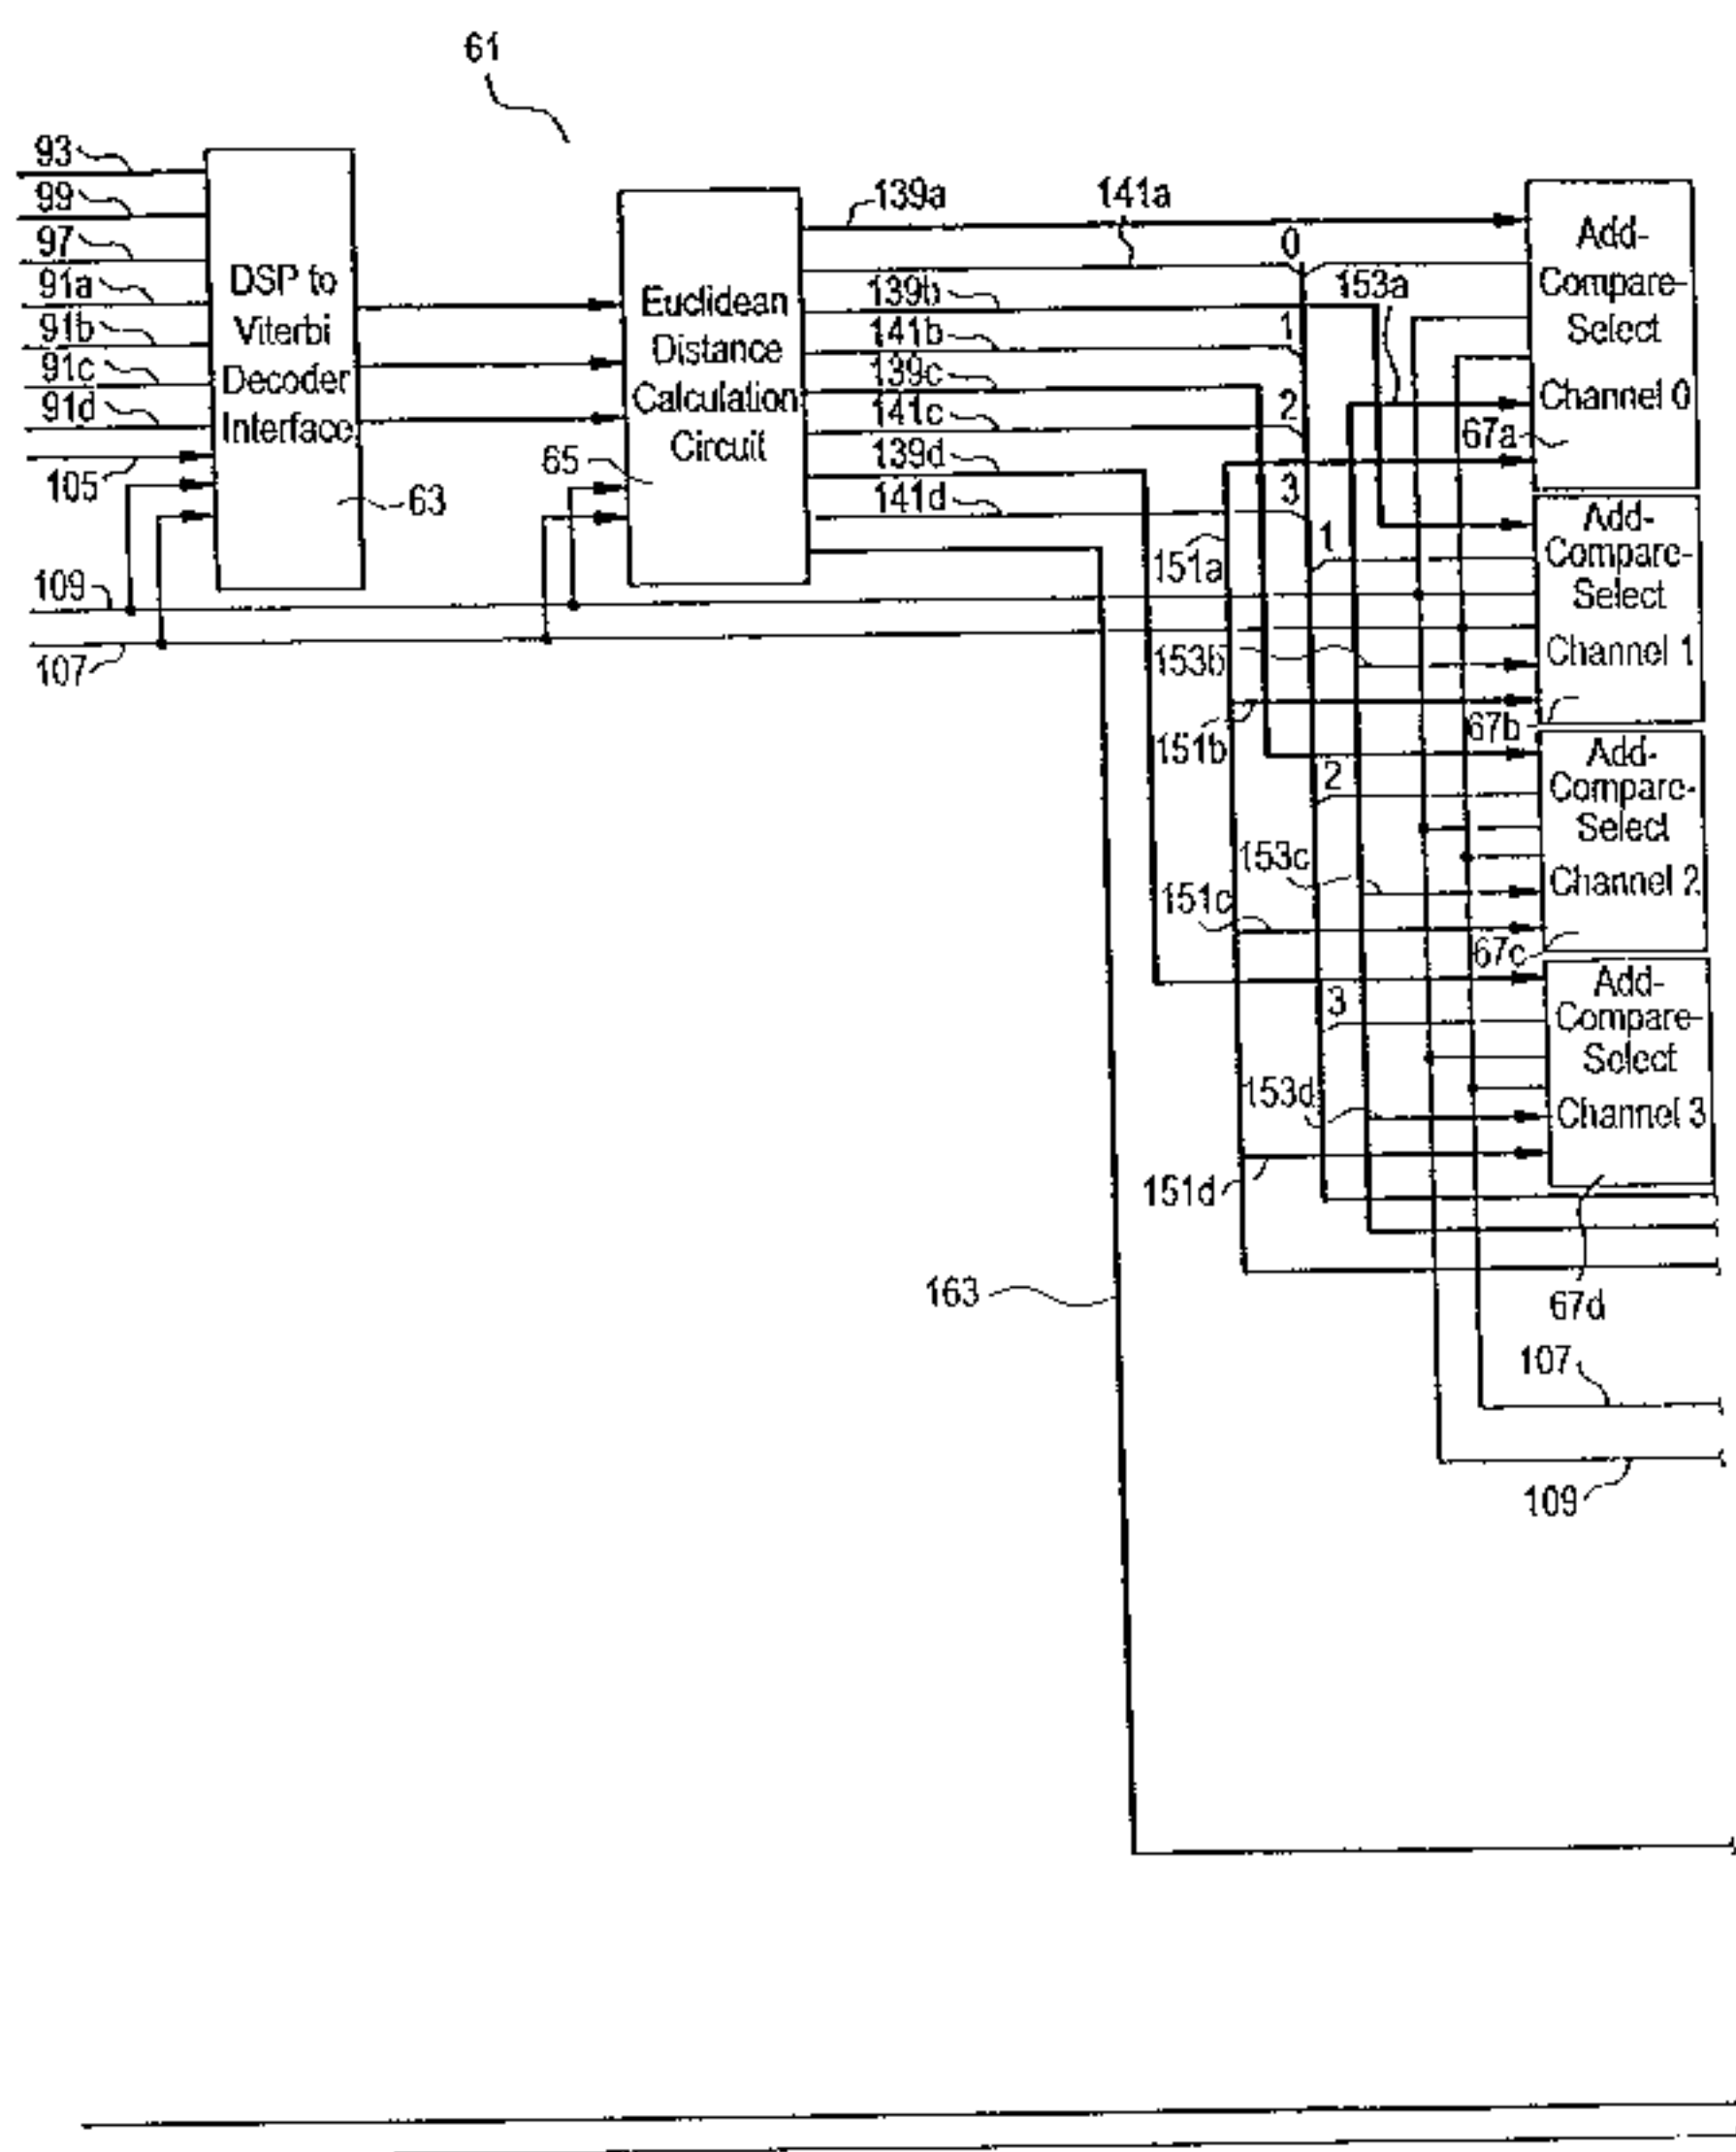 61
93
99
97
91a
91b
91c
91d
105
109
107
DSP to
Viterbi
Decoder
Interface
63
65
Euclidean
Distance
Calculation
Circuit
139a
141a
139b
141b
139c
141c
139d
141d
0
1
2
3
153a
151a
1
153b
151b
2
153c
151c
3
153d
151d
Add-
Compare-
Select
Channel 0
67a
Add-
Compare-
Select
Channel 1
67b
Add-
Compare-
Select
Channel 2
67c
Add-
Compare-
Select
Channel 3
67d
163
107
109